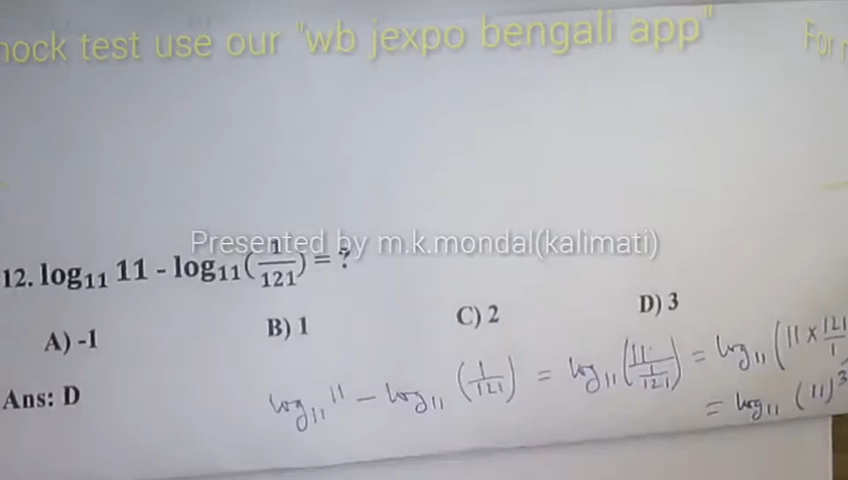 mock test use our "wb jexpo bengali app"
For
Presented by m.k.mondal(kalimati)
12. log₁₁ 11 - log₁₁(1/121) = ?
A) -1 B) 1 C) 2 D) 3
Ans: D
log₁₁ 11 - log₁₁ (1/121) = log₁₁ (11/(1/121)) = log₁₁ (11 × 121/1
= log₁₁ (11)³